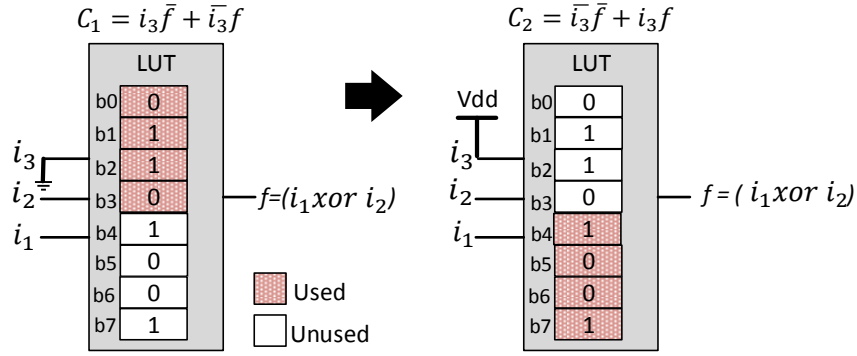 C₁ = i₃f̄ + i̅₃f
LUT
b0 0
b1 1
b2 1
b3 0
b4 1
b5 0
b6 0
b7 1
i₃
i₂
i₁
f=(i₁xor i₂)
Used
Unused
C₂ = i̅₃f̄ + i₃f
LUT
Vdd
b0 0
b1 1
b2 1
b3 0
b4 1
b5 0
b6 0
b7 1
i₃
i₂
i₁
f = ( i₁xor i₂)